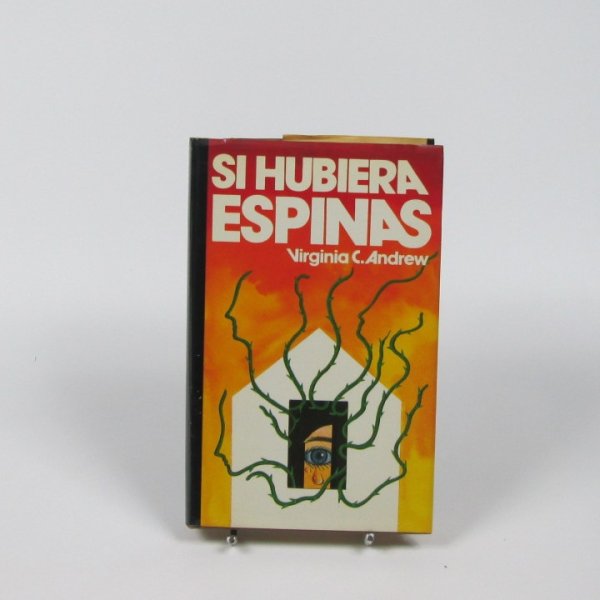 SI HUBIERA
ESPINAS
Virginia C. Andrew